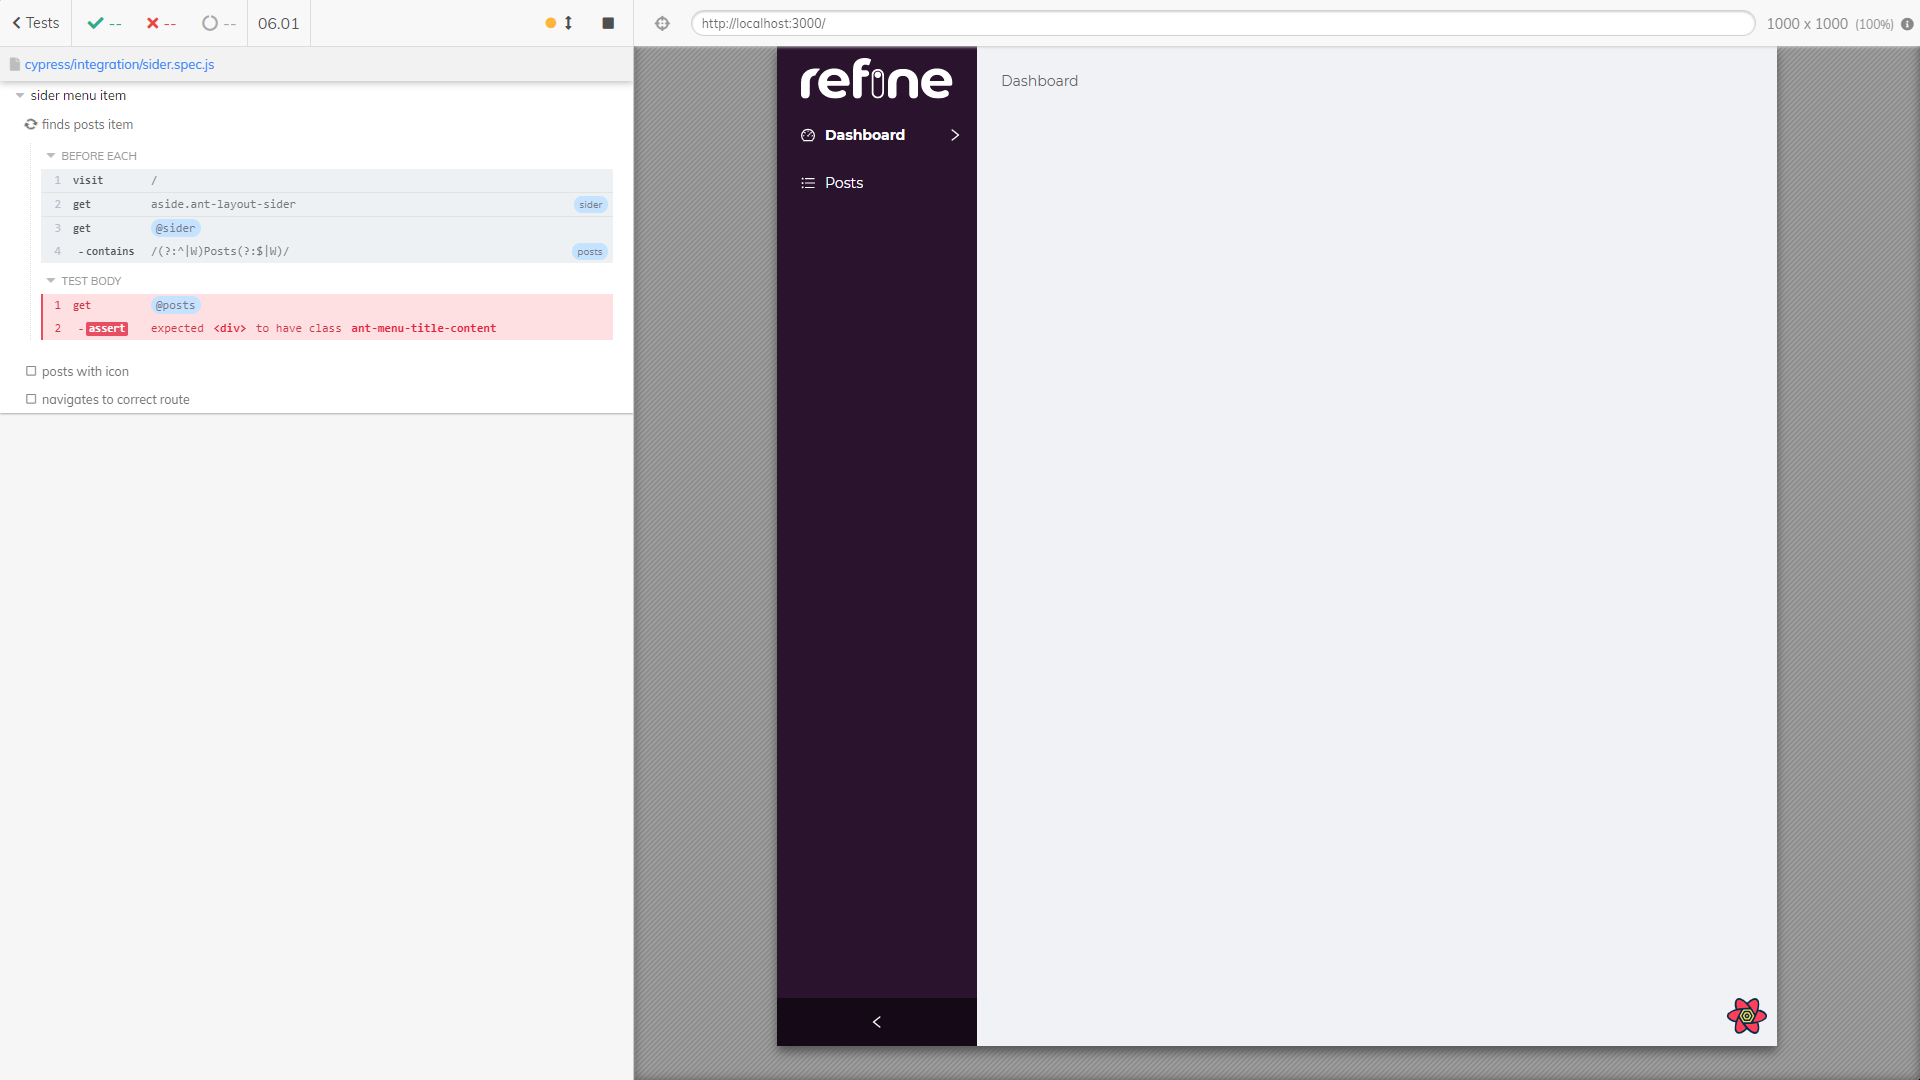 Tests -- -- -- 06.01
http://localhost:3000/ 1000 x 1000 (100%)
cypress/integration/sider.spec.js
sider menu item
finds posts item
BEFORE EACH
1 visit /
2 get aside.ant-layout-sider sider
3 get @sider
4 -contains /(?:^|W)Posts(?:$|W)/ posts
TEST BODY
1 get @posts
2 -assert expected <div> to have class ant-menu-title-content
posts with icon
navigates to correct route
refine
Dashboard
Posts
Dashboard